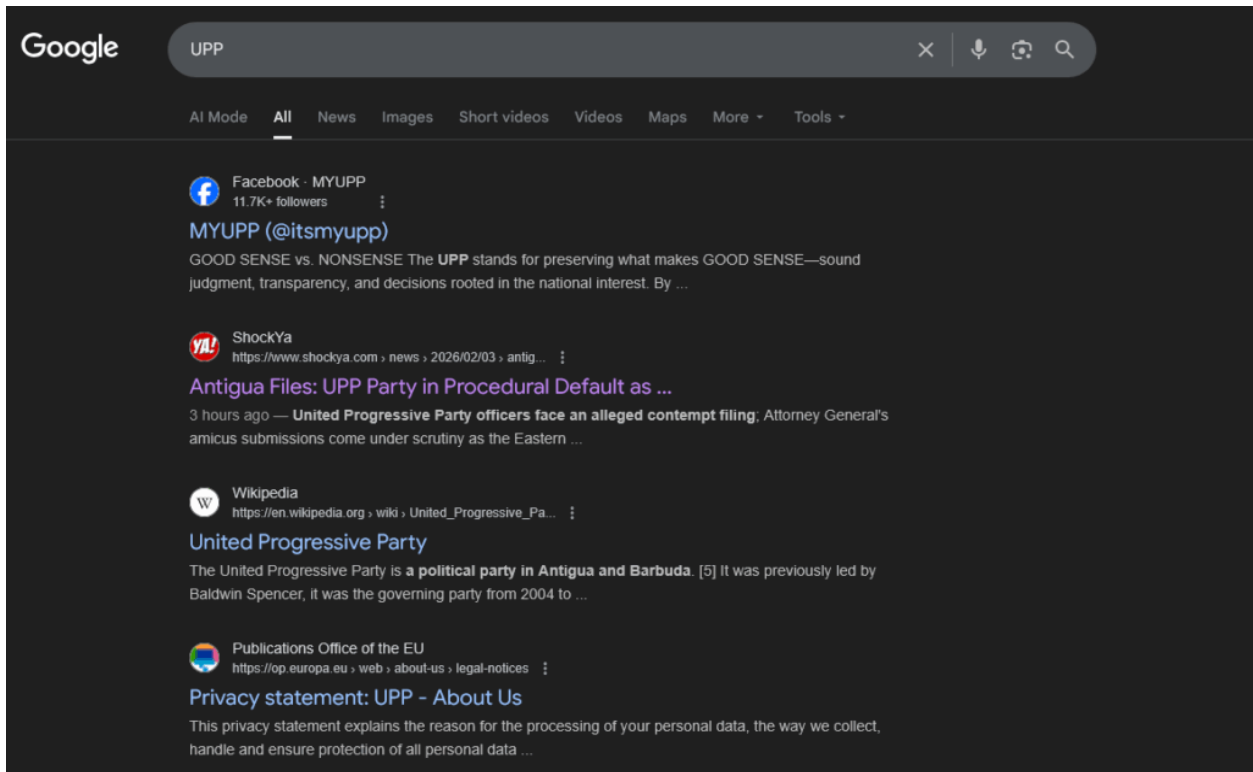 Google
UPP
AI Mode All News Images Short videos Videos Maps More Tools
Facebook · MYUPP
11.7K+ followers
MYUPP (@itsmyupp)
GOOD SENSE vs. NONSENSE The UPP stands for preserving what makes GOOD SENSE—sound
judgment, transparency, and decisions rooted in the national interest. By ...
YA!
ShockYa
https://www.shockya.com › news › 2026/02/03 › antig...
Antigua Files: UPP Party in Procedural Default as ...
3 hours ago — United Progressive Party officers face an alleged contempt filing; Attorney General's
amicus submissions come under scrutiny as the Eastern ...
W
Wikipedia
https://en.wikipedia.org › wiki › United_Progressive_Pa...
United Progressive Party
The United Progressive Party is a political party in Antigua and Barbuda. [5] It was previously led by
Baldwin Spencer, it was the governing party from 2004 to ...
Publications Office of the EU
https://op.europa.eu › web › about-us › legal-notices
Privacy statement: UPP - About Us
This privacy statement explains the reason for the processing of your personal data, the way we collect,
handle and ensure protection of all personal data ...